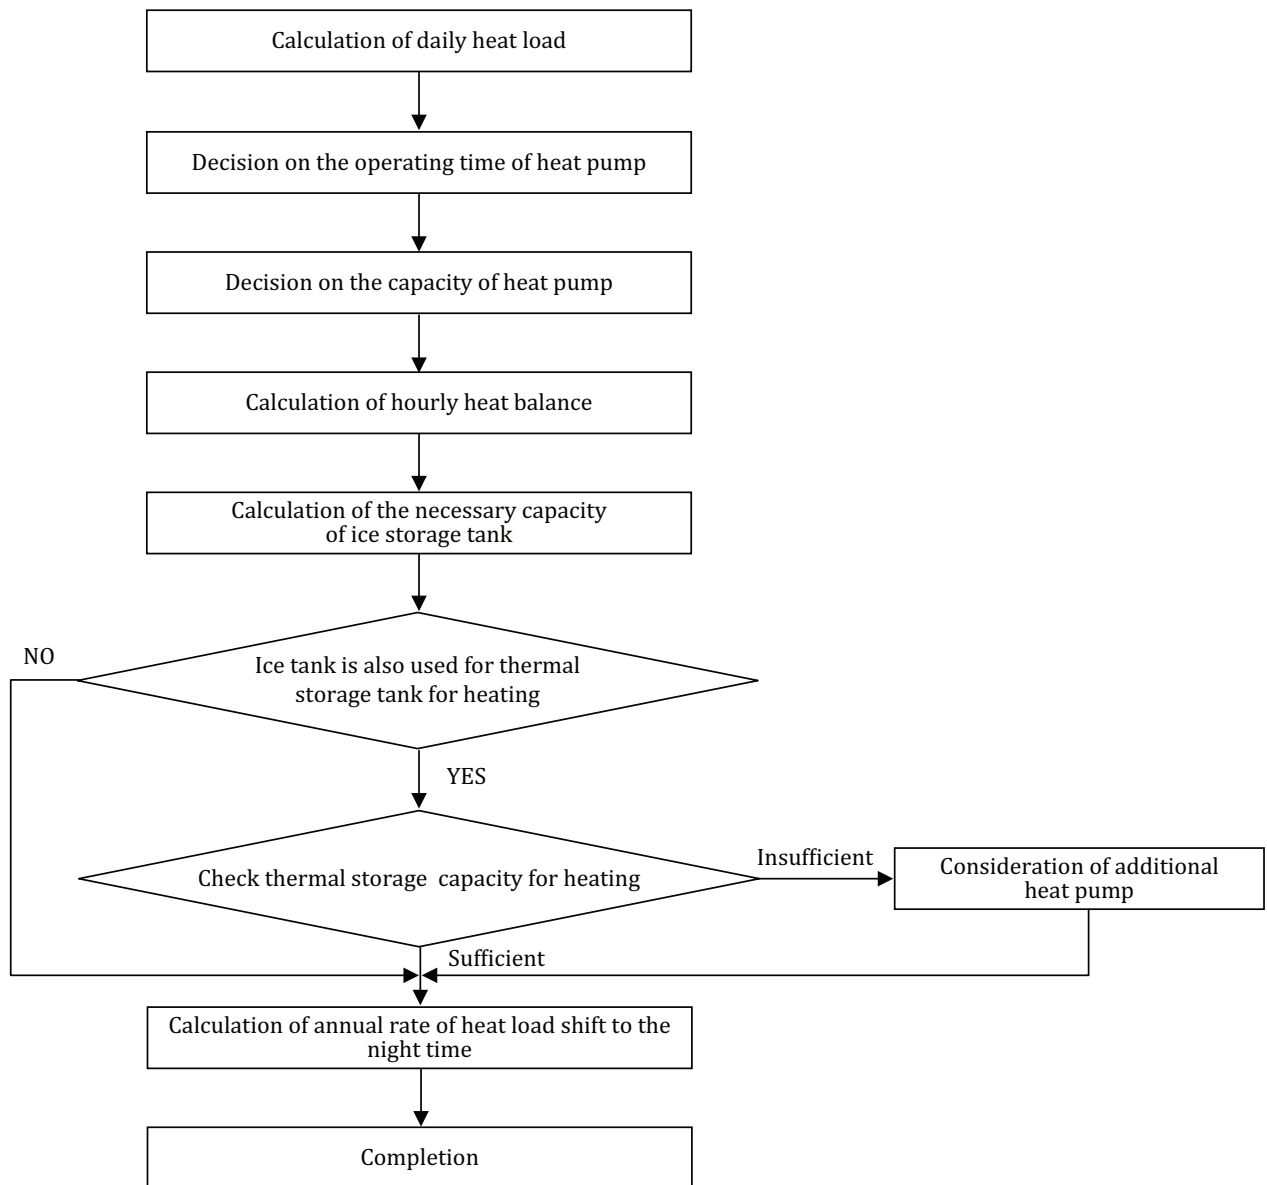 Calculation of daily heat load
Decision on the operating time of heat pump
Decision on the capacity of heat pump
Calculation of hourly heat balance
Calculation of the necessary capacity
of ice storage tank
NO
Ice tank is also used for thermal
storage tank for heating
YES
Check thermal storage capacity for heating
Insufficient
Consideration of additional
heat pump
Sufficient
Calculation of annual rate of heat load shift to the
night time
Completion